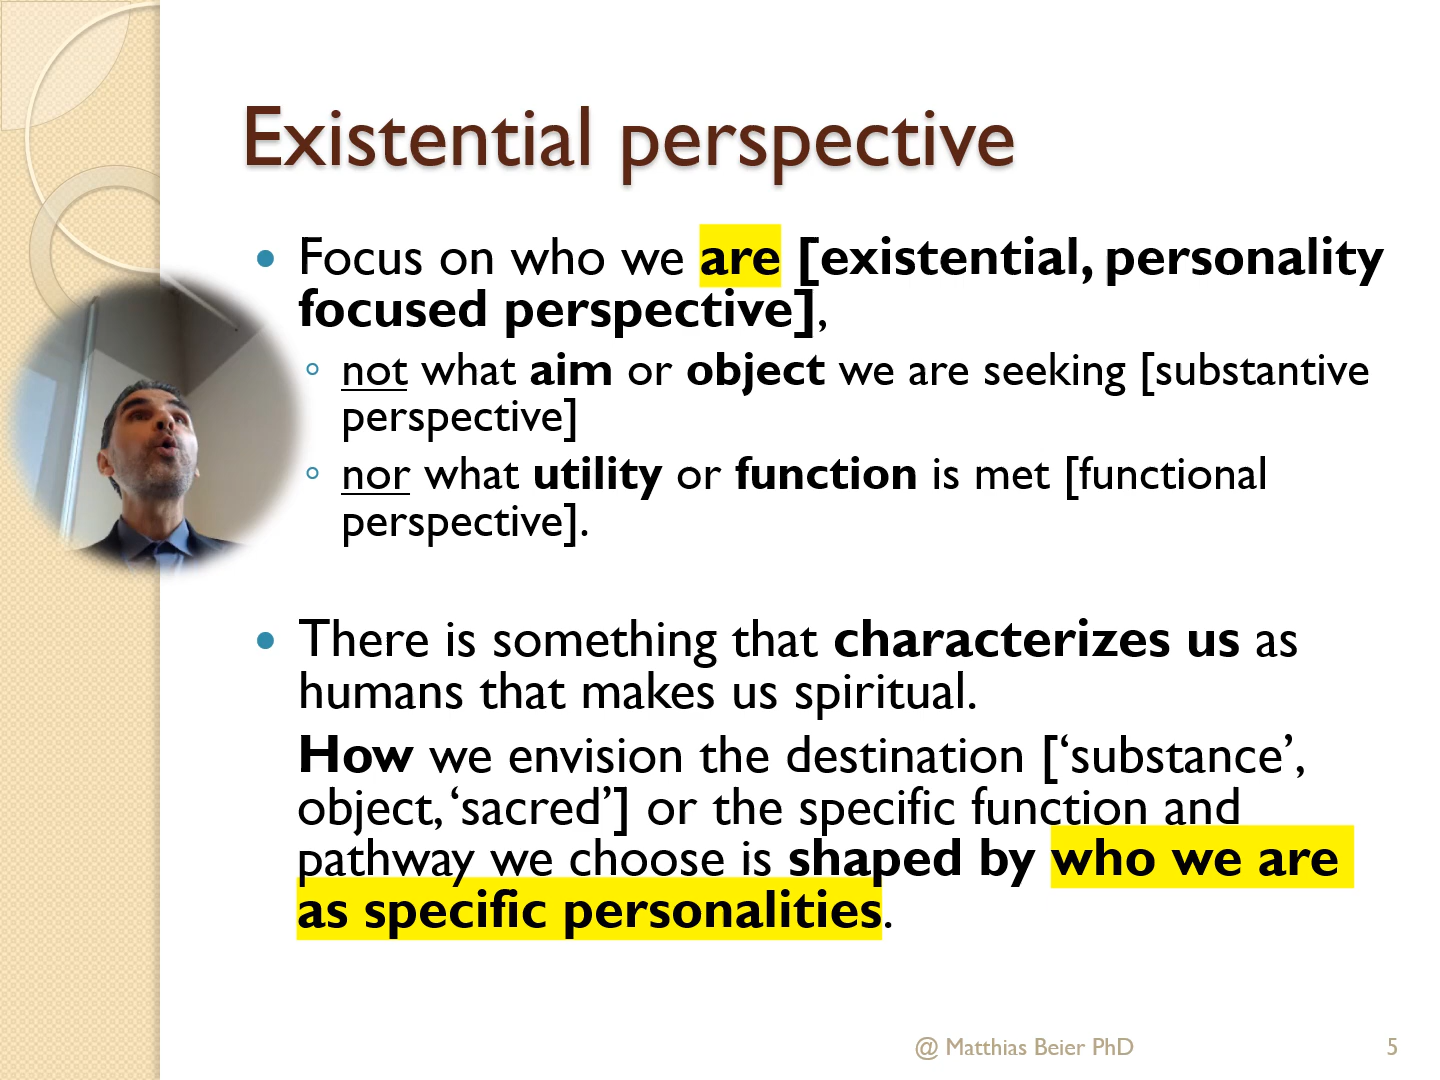 Existential perspective
• Focus on who we are [existential, personality
focused perspective],
◦ not what aim or object we are seeking [substantive
perspective]
◦ nor what utility or function is met [functional
perspective].
• There is something that characterizes us as
humans that makes us spiritual.
How we envision the destination [‘substance’,
object, ‘sacred’] or the specific function and
pathway we choose is shaped by who we are
as specific personalities.
@ Matthias Beier PhD 5